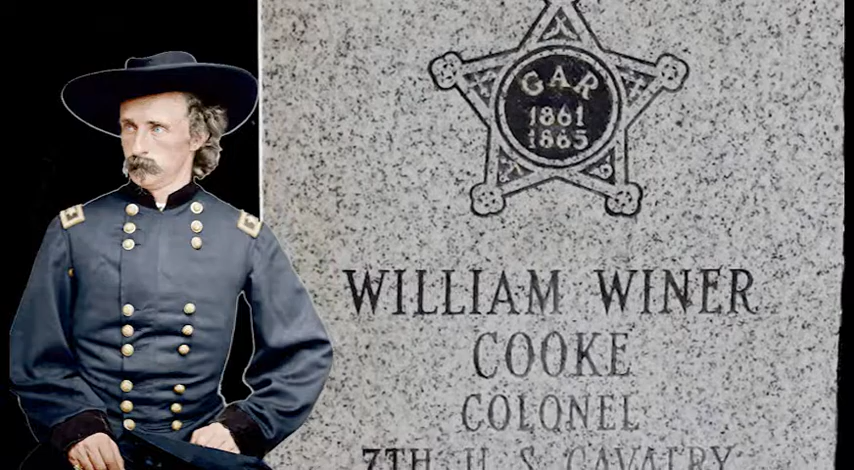 GAR
1861
1865
WILLIAM WINER
COOKE
COLONEL
7TH U S CAVALRY